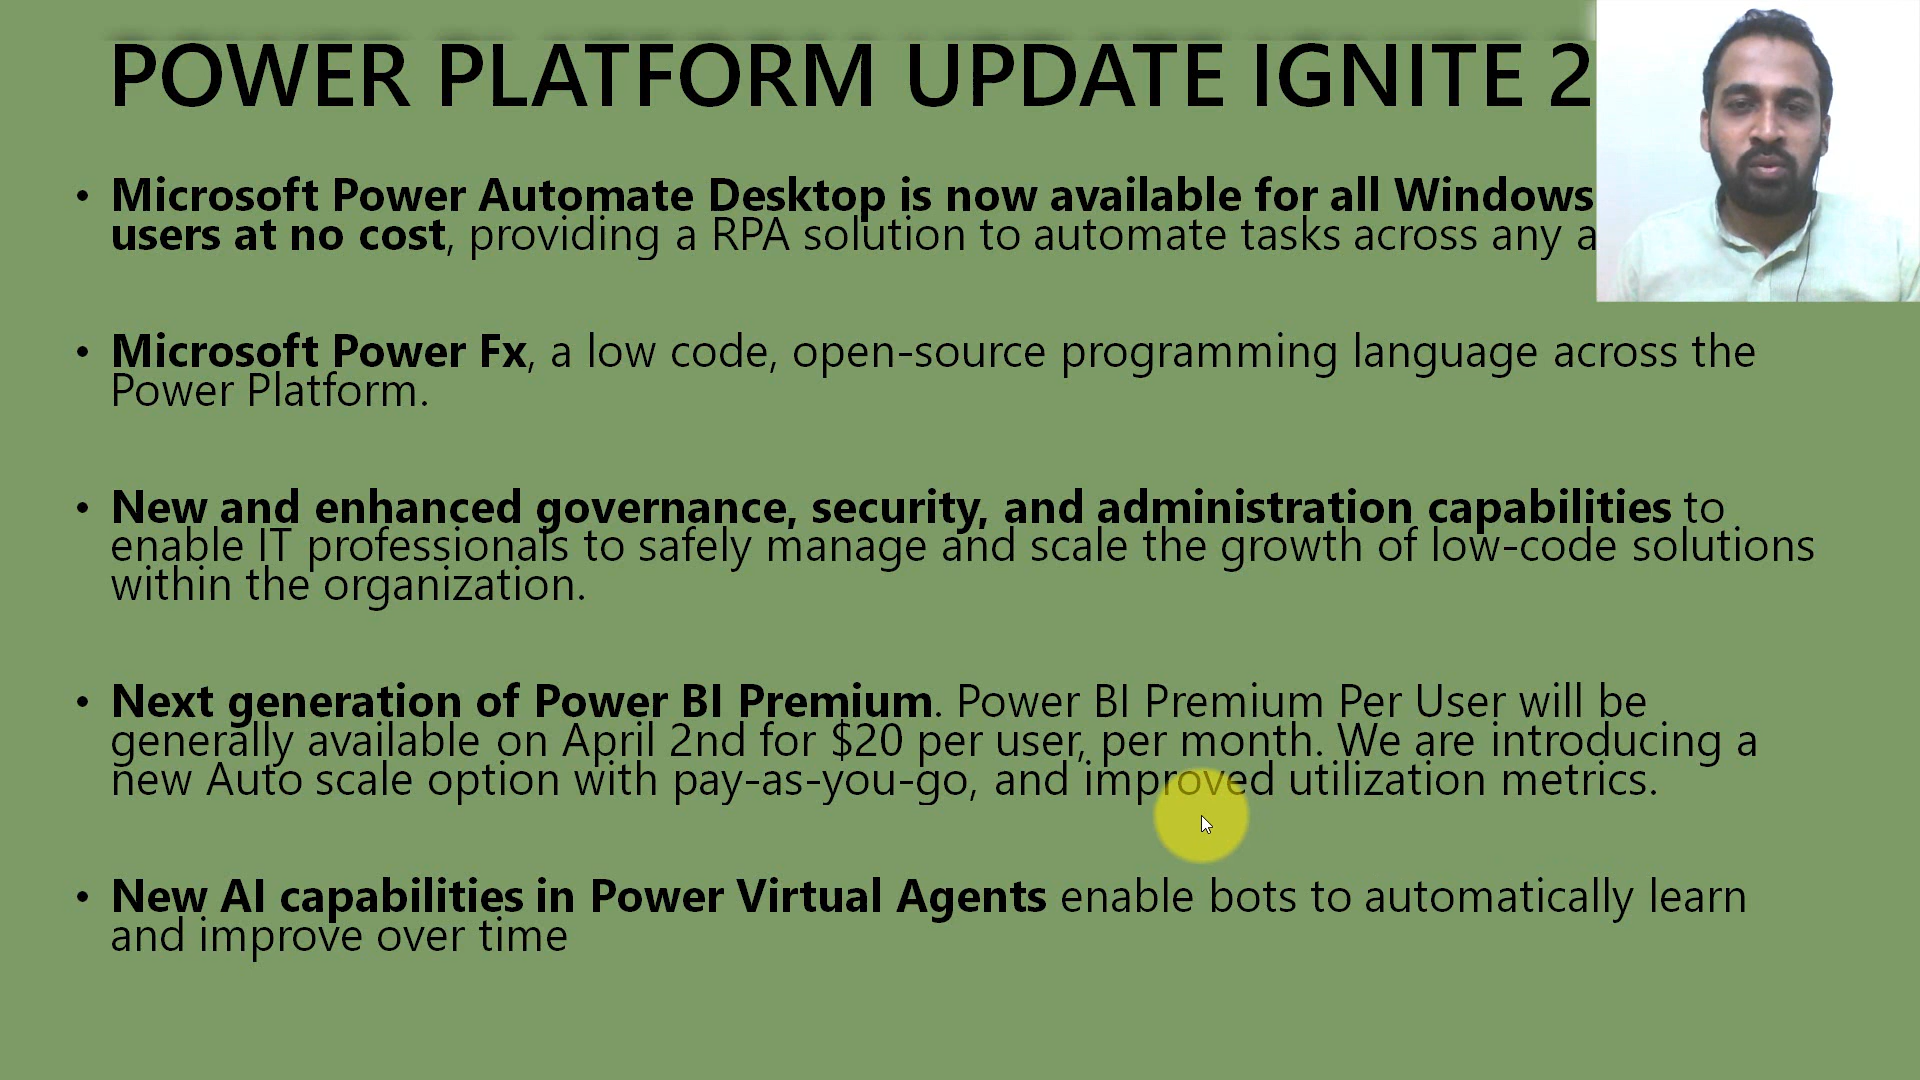 POWER PLATFORM UPDATE IGNITE 2
• Microsoft Power Automate Desktop is now available for all Windows
users at no cost, providing a RPA solution to automate tasks across any
• Microsoft Power Fx, a low code, open-source programming language across the
Power Platform.
• New and enhanced governance, security, and administration capabilities to
enable IT professionals to safely manage and scale the growth of low-code solutions
within the organization.
• Next generation of Power BI Premium. Power BI Premium Per User will be
generally available on April 2nd for $20 per user, per month. We are introducing a
new Auto scale option with pay-as-you-go, and improved utilization metrics.
• New AI capabilities in Power Virtual Agents enable bots to automatically learn
and improve over time